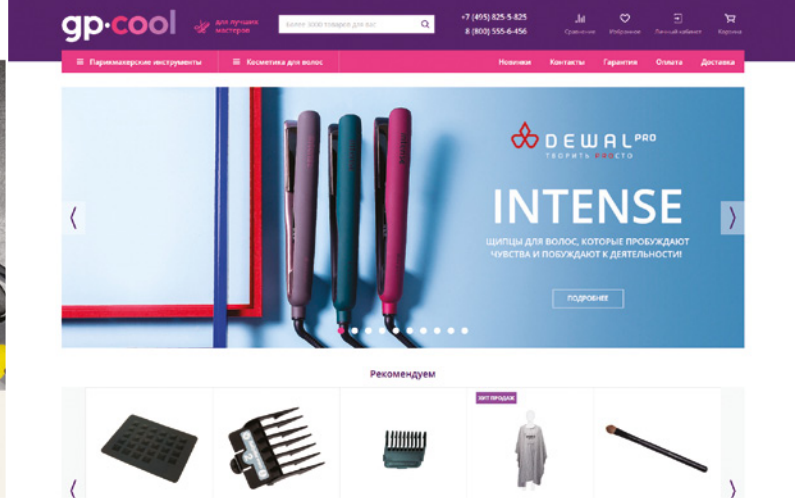 gp·cool
для лучших
мастеров
Более 3000 товаров для вас
+7 (495) 825-5-825
8 (800) 555-6-456
Сравнение
Избранное
Личный кабинет
Корзина
Парикмахерские инструменты
Косметика для волос
Новинки
Контакты
Гарантия
Оплата
Доставка
DEWAL PRO
ТВОРИТЬ PROСТО
INTENSE
ЩИПЦЫ ДЛЯ ВОЛОС, КОТОРЫЕ ПРОБУЖДАЮТ
ЧУВСТВА И ПОБУЖДАЮТ К ДЕЯТЕЛЬНОСТИ!
ПОДРОБНЕЕ
Рекомендуем
ХИТ ПРОДАЖ